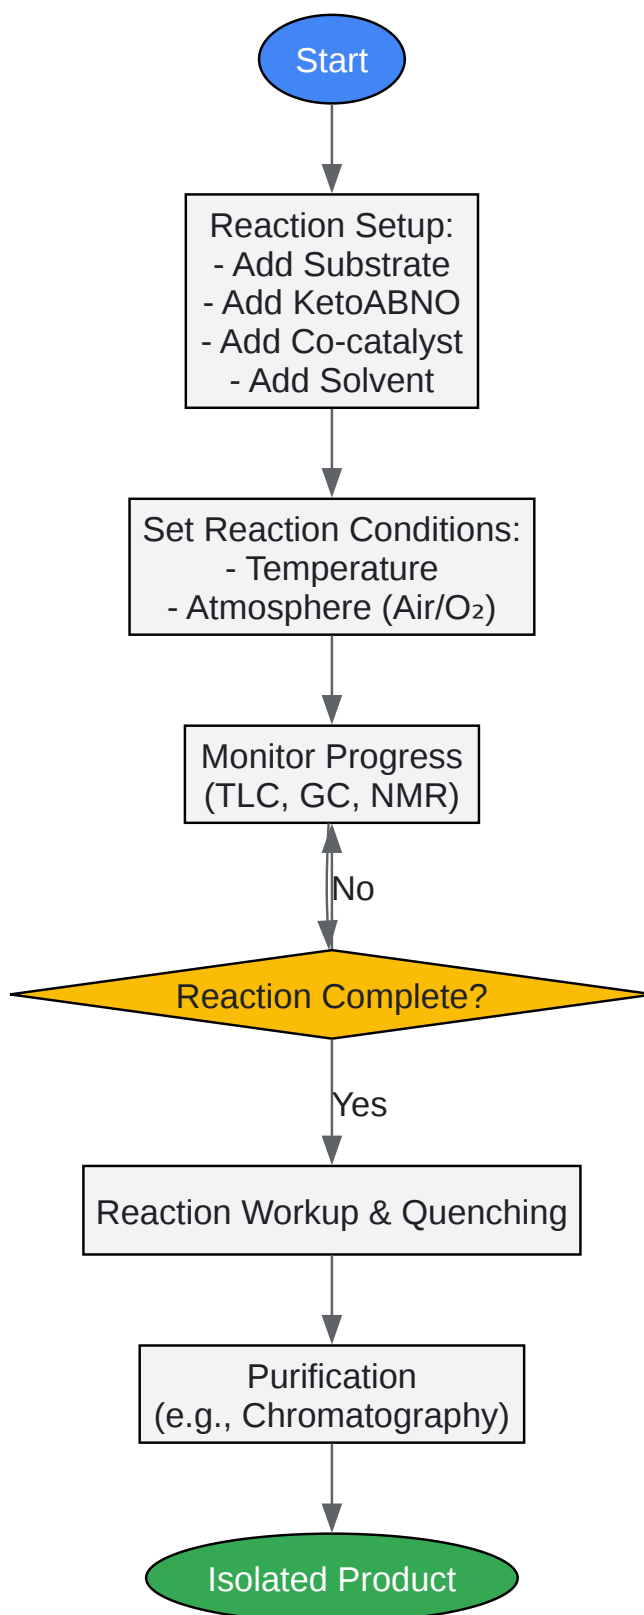 Start
Reaction Setup:
- Add Substrate
- Add KetoABNO
- Add Co-catalyst
- Add Solvent
Set Reaction Conditions:
- Temperature
- Atmosphere (Air/O₂)
Monitor Progress
(TLC, GC, NMR)
No
Reaction Complete?
Yes
Reaction Workup & Quenching
Purification
(e.g., Chromatography)
Isolated Product